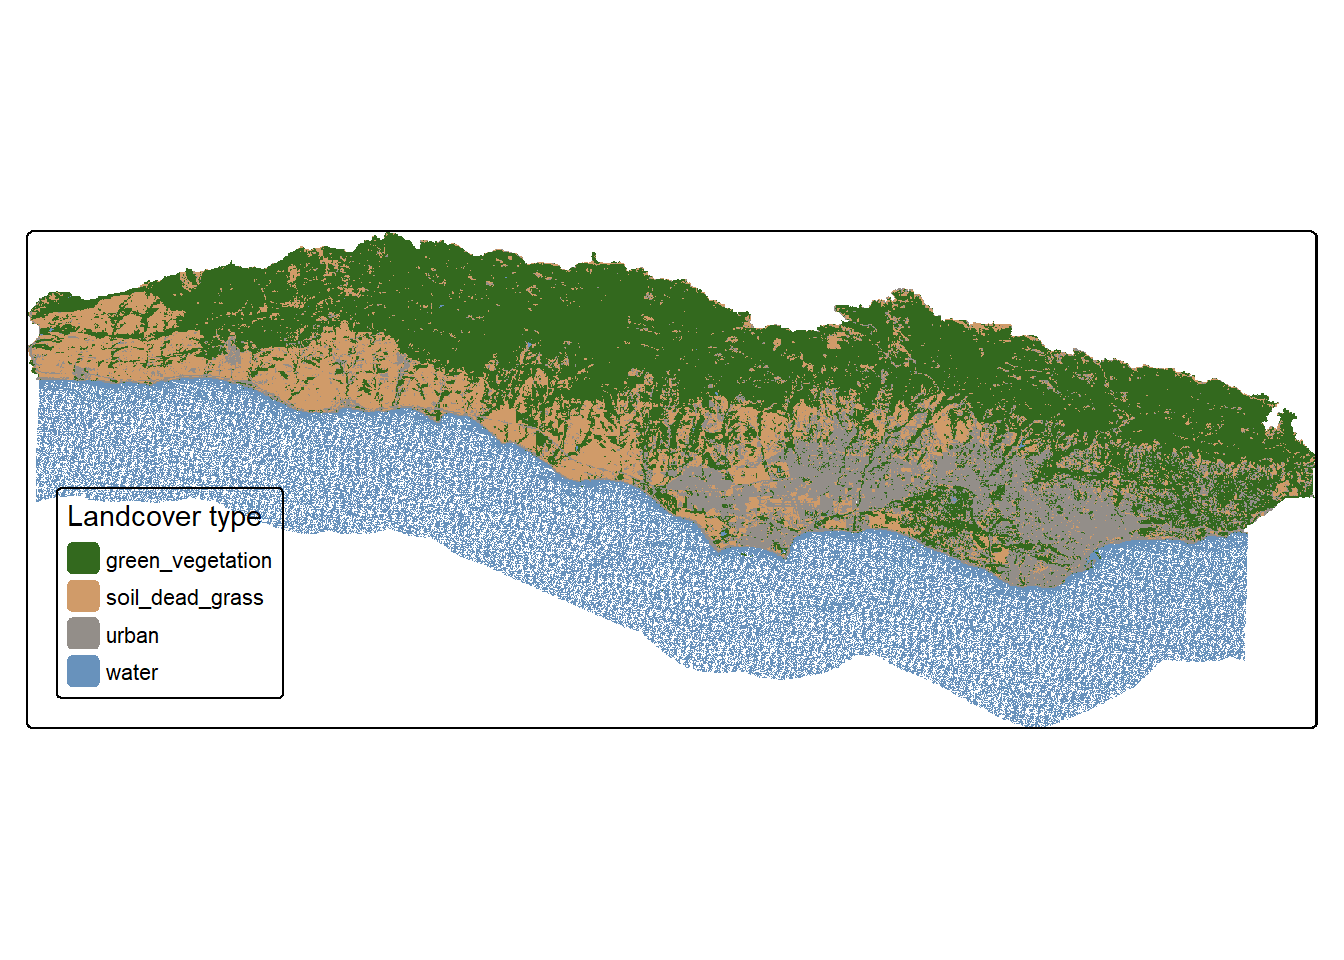 Landcover type
green_vegetation
soil_dead_grass
urban
water